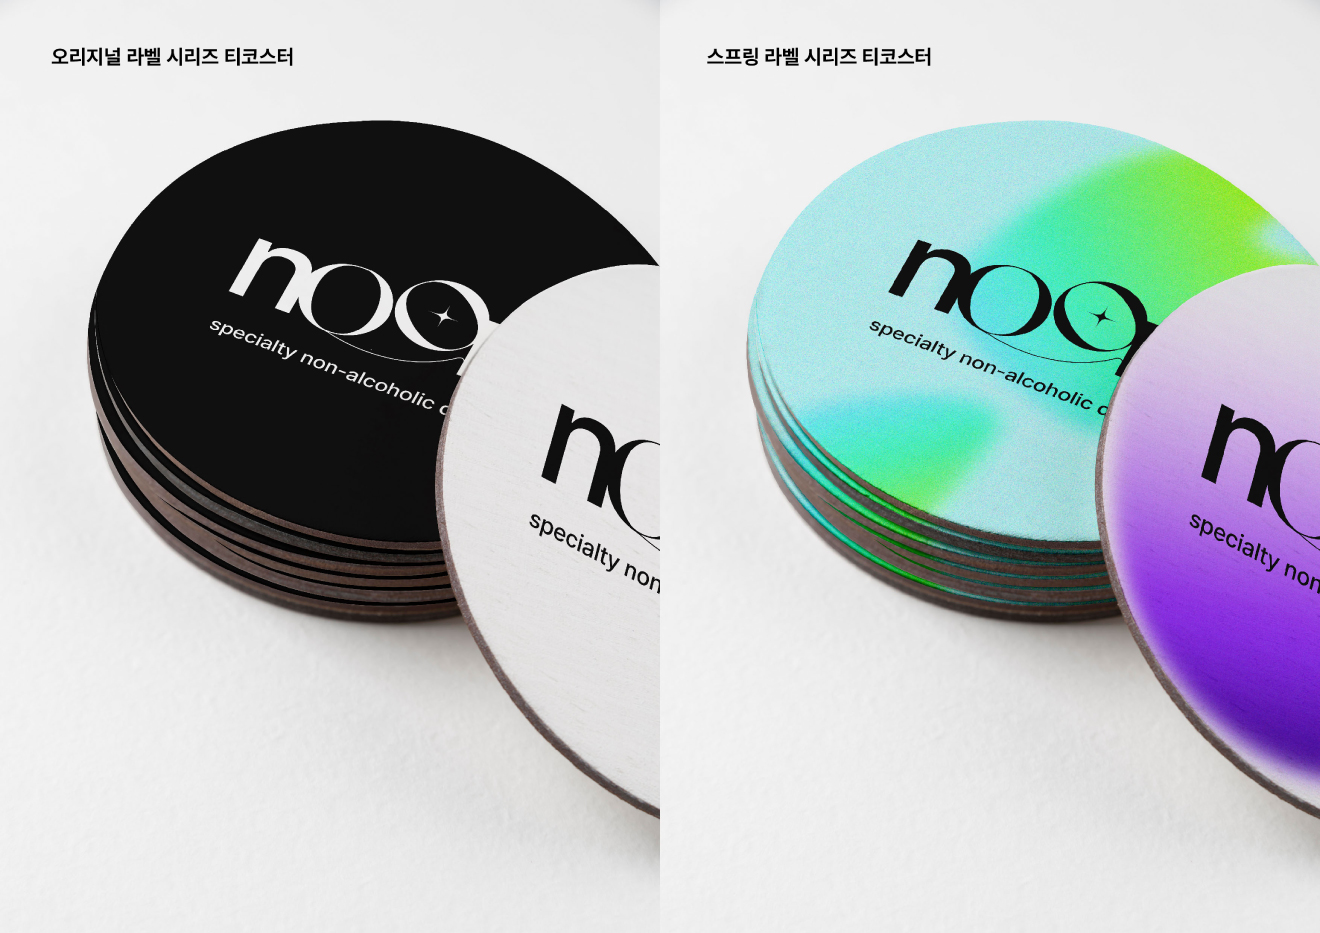 오리지널 라벨 시리즈 티코스터
noo
specialty non-alcoholic
no
specialty non
스프링 라벨 시리즈 티코스터
noo
specialty non-alcoholic
no
specialty non